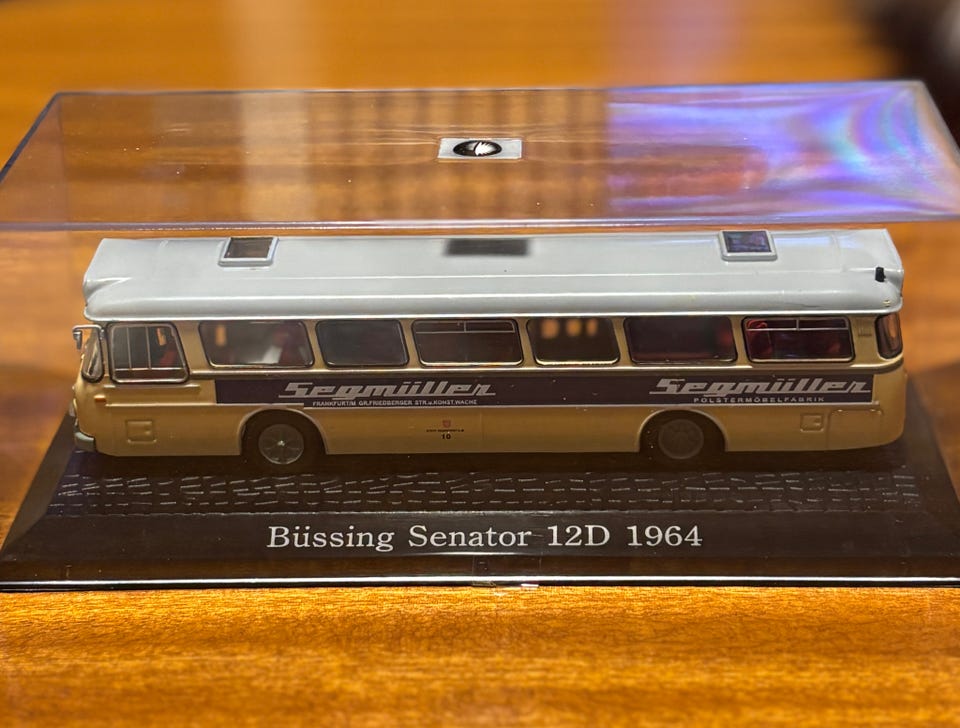 Segmüller
FRANKFURT/M GR.FRIEDBERGER STR.u.KONST.WACHE
Segmüller
POLSTERMÖBELFABRIK
10
Büssing Senator 12D 1964